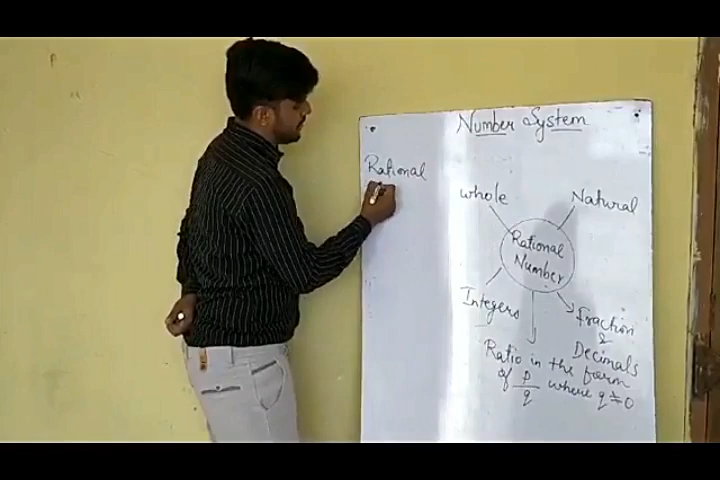 Number System
Rational
whole
Natural
Rational
Number
Integers
Fraction
&
Decimals
Ratio in the form
of p/q where q ≠ 0